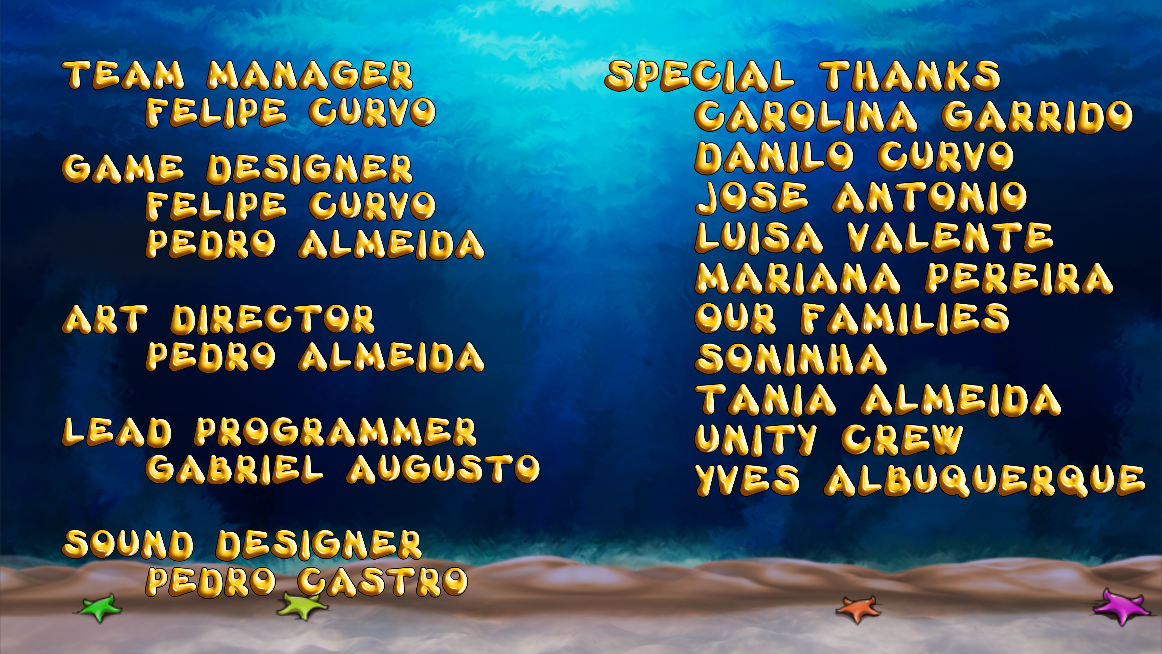 TEAM MANAGER
FELIPE CURVO
GAME DESIGNER
FELIPE CURVO
PEDRO ALMEIDA
ART DIRECTOR
PEDRO ALMEIDA
LEAD PROGRAMMER
GABRIEL AUGUSTO
SOUND DESIGNER
PEDRO CASTRO
SPECIAL THANKS
CAROLINA GARRIDO
DANILO CURVO
JOSE ANTONIO
LUISA VALENTE
MARIANA PEREIRA
OUR FAMILIES
SONINHA
TANIA ALMEIDA
UNITY CREW
YVES ALBUQUERQUE